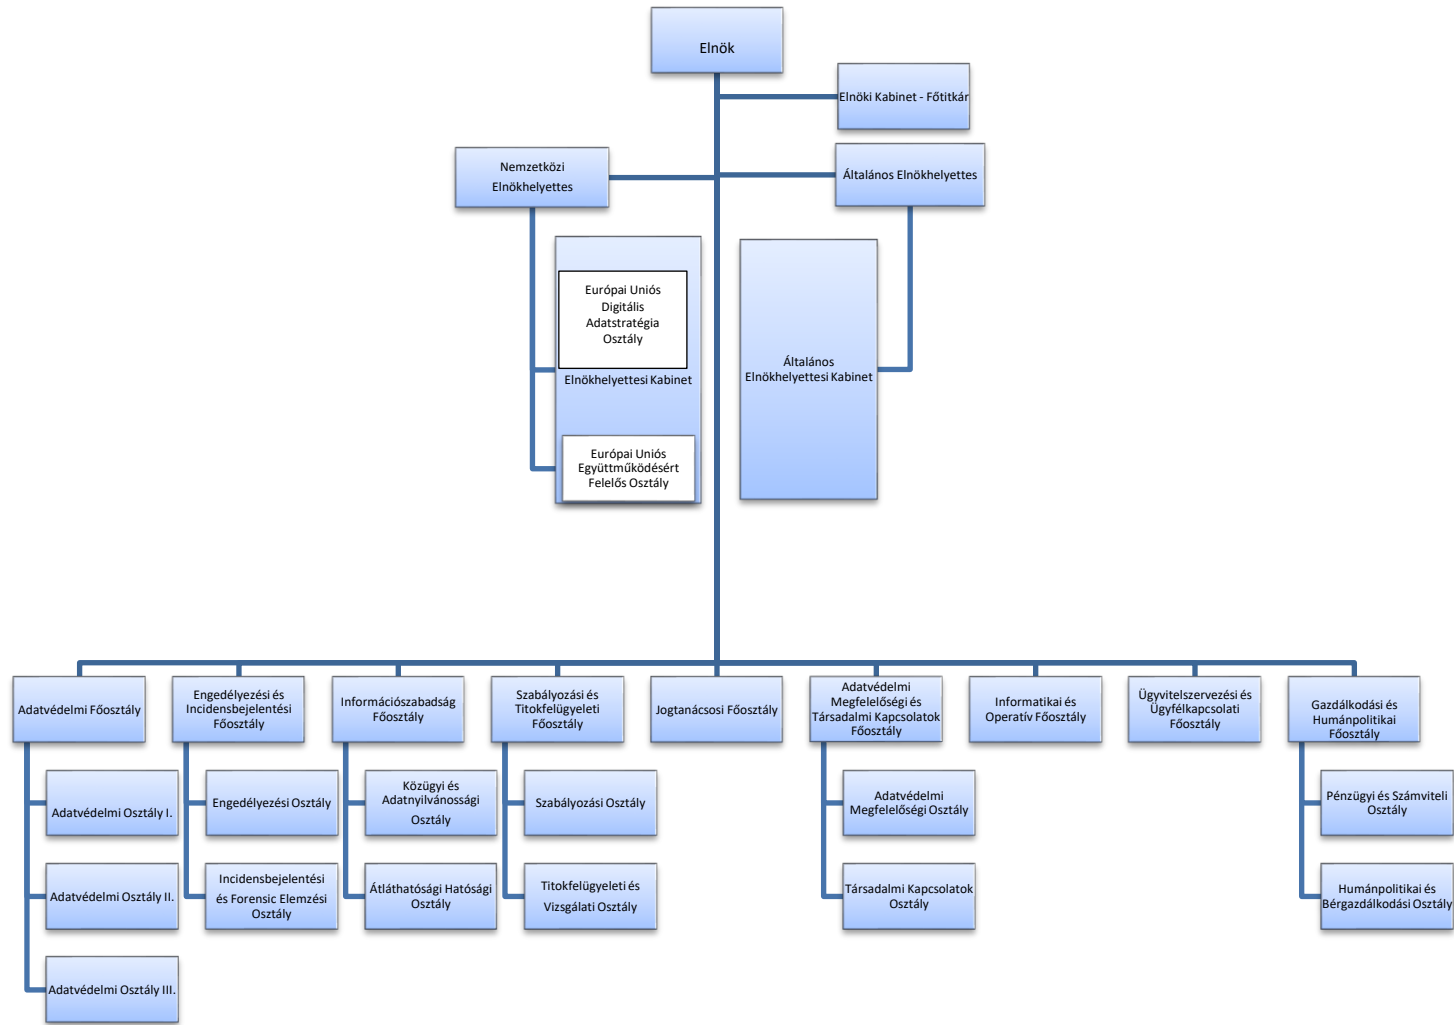 Elnök
Elnöki Kabinet - Főtitkár
Nemzetközi
Elnökhelyettes
Általános Elnökhelyettes
Európai Uniós
Digitális
Adatstratégia
Osztály
Elnökhelyettesi Kabinet
Európai Uniós
Együttműködésért
Felelős Osztály
Általános
Elnökhelyettesi Kabinet
Adatvédelmi Főosztály
Engedélyezési és
Incidensbejelentési
Főosztály
Információszabadság
Főosztály
Szabályozási és
Titokfelügyeleti
Főosztály
Jogtanácsosi Főosztály
Adatvédelmi
Megfelelőségi és
Társadalmi Kapcsolatok
Főosztály
Informatikai és
Operatív Főosztály
Ügyvitelszervezési és
Ügyfélkapcsolati
Főosztály
Gazdálkodási és
Humánpolitikai
Főosztály
Adatvédelmi Osztály I.
Engedélyezési Osztály
Közügyi és
Adatnyilvánossági
Osztály
Szabályozási Osztály
Adatvédelmi
Megfelelőségi Osztály
Pénzügyi és Számviteli
Osztály
Adatvédelmi Osztály II.
Incidensbejelentési
és Forensic Elemzési
Osztály
Átláthatósági Hatósági
Osztály
Titokfelügyeleti és
Vizsgálati Osztály
Társadalmi Kapcsolatok
Osztály
Humánpolitikai és
Bérgazdálkodási Osztály
Adatvédelmi Osztály III.